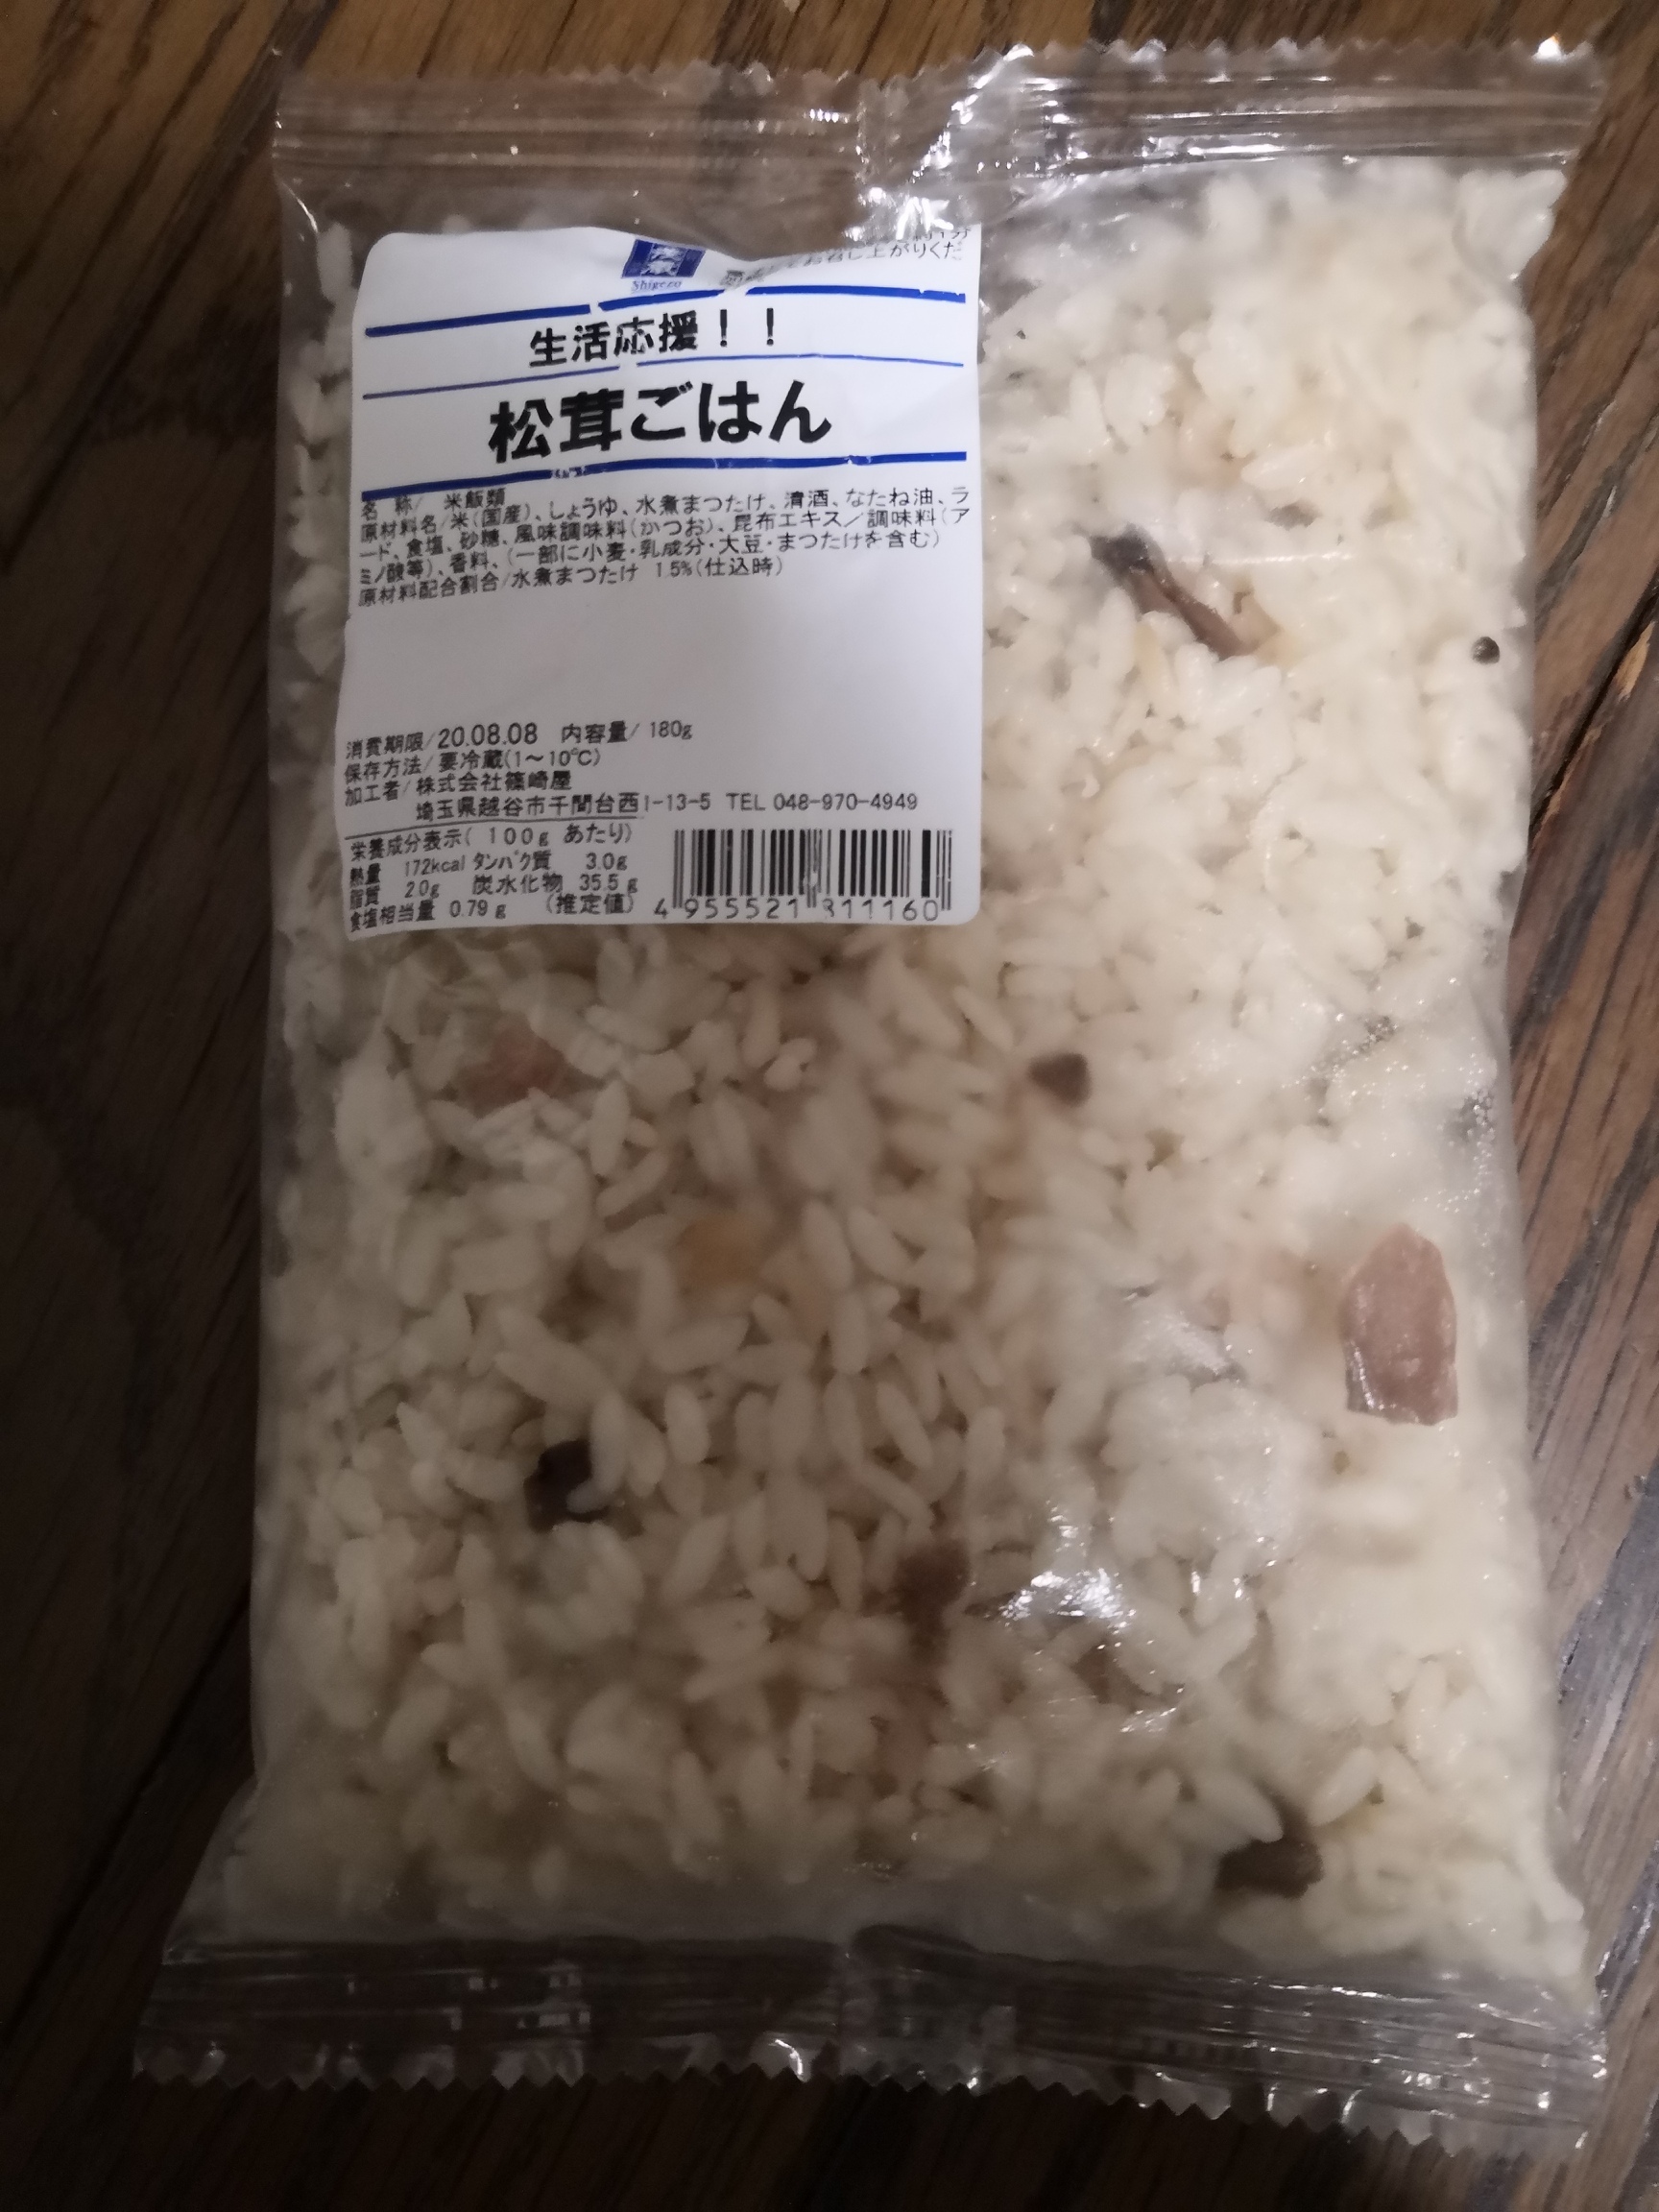 Shigezo
お召し上がりくだ
生活応援！！
松茸ごはん
名　称/　米飯類
原材料名/米(国産)、しょうゆ、水煮まつたけ、清酒、なたね油、ラ
ード、食塩、砂糖、風味調味料(かつお)、昆布エキス/調味料(ア
ミノ酸等)、香料、(一部に小麦・乳成分・大豆・まつたけを含む)
原材料配合割合/水煮まつたけ 15%(仕込時)
消費期限/20.08.08　内容量/ 180g
保存方法/要冷蔵(1～10℃)
加工者/株式会社篠崎屋
埼玉県越谷市千間台西1-13-5 TEL 048-970-4949
栄養成分表示( 100g あたり)
熱量 172kcal タンパク質 3.0g
脂質 2.0g 炭水化物 35.5g
食塩相当量 0.79g (推定値)
4 955521 311160